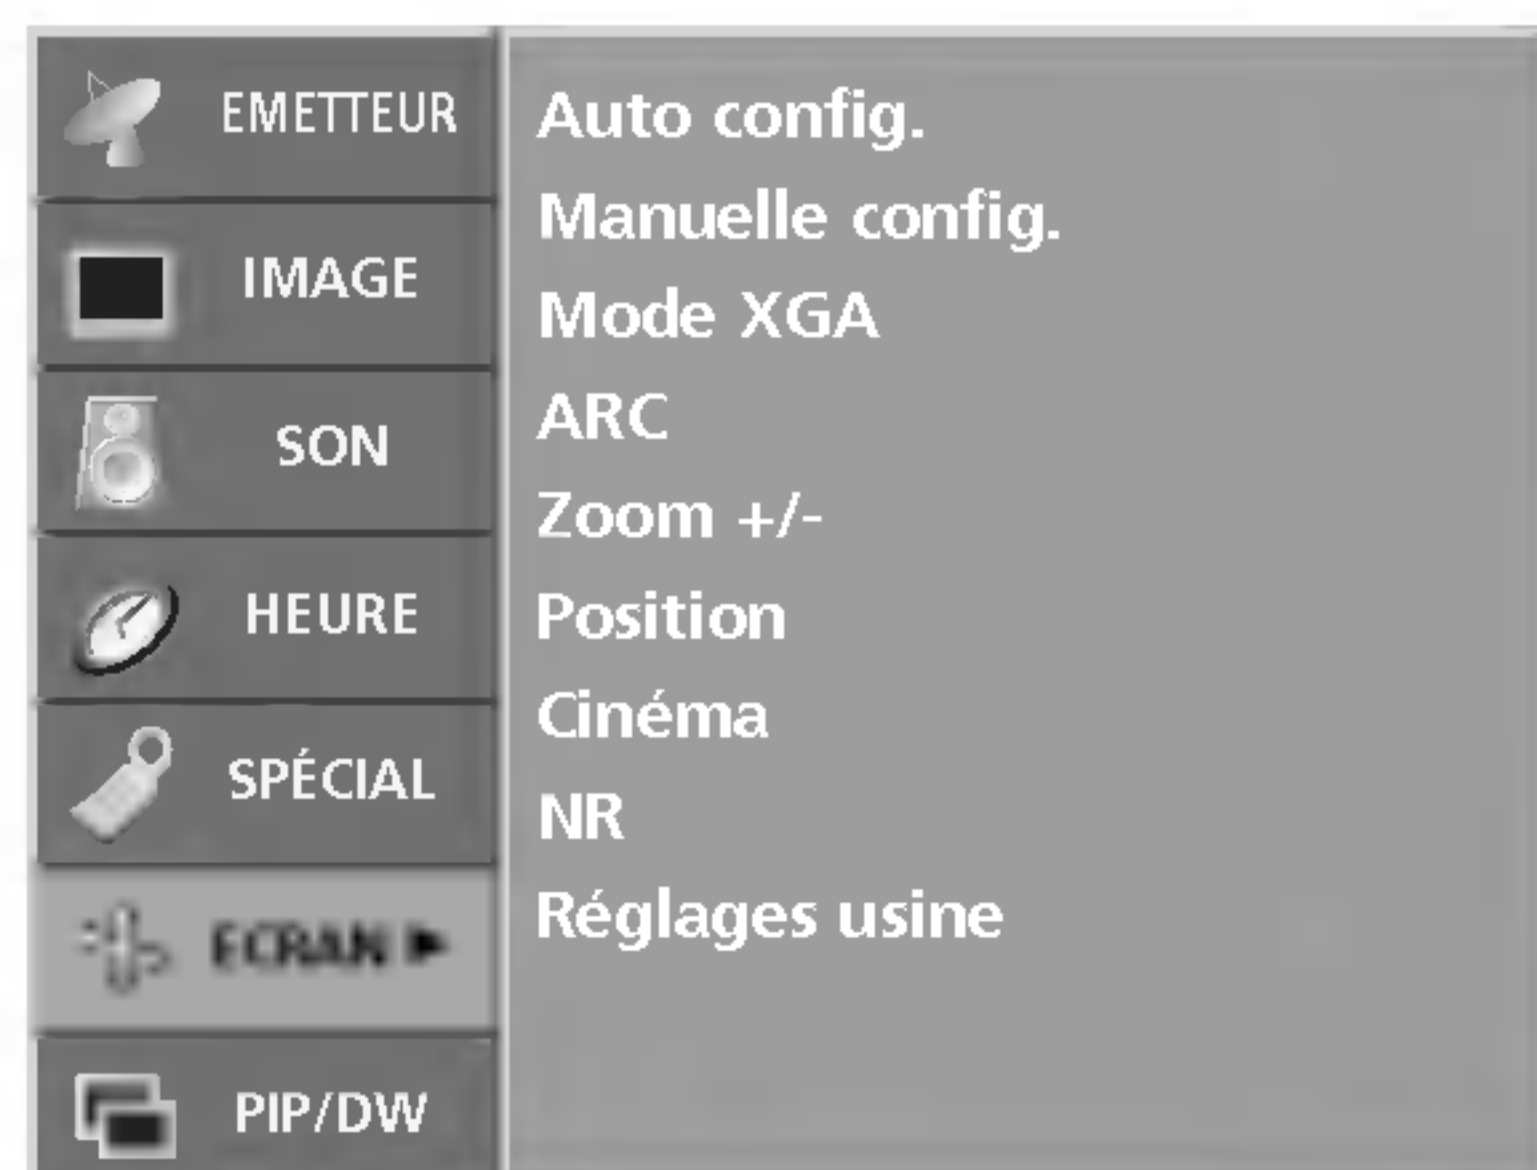 EMETTEUR
IMAGE
SON
HEURE
SPÉCIAL
ECRAN ►
PIP/DW
Auto config.
Manuelle config.
Mode XGA
ARC
Zoom +/-
Position
Cinéma
NR
Réglages usine